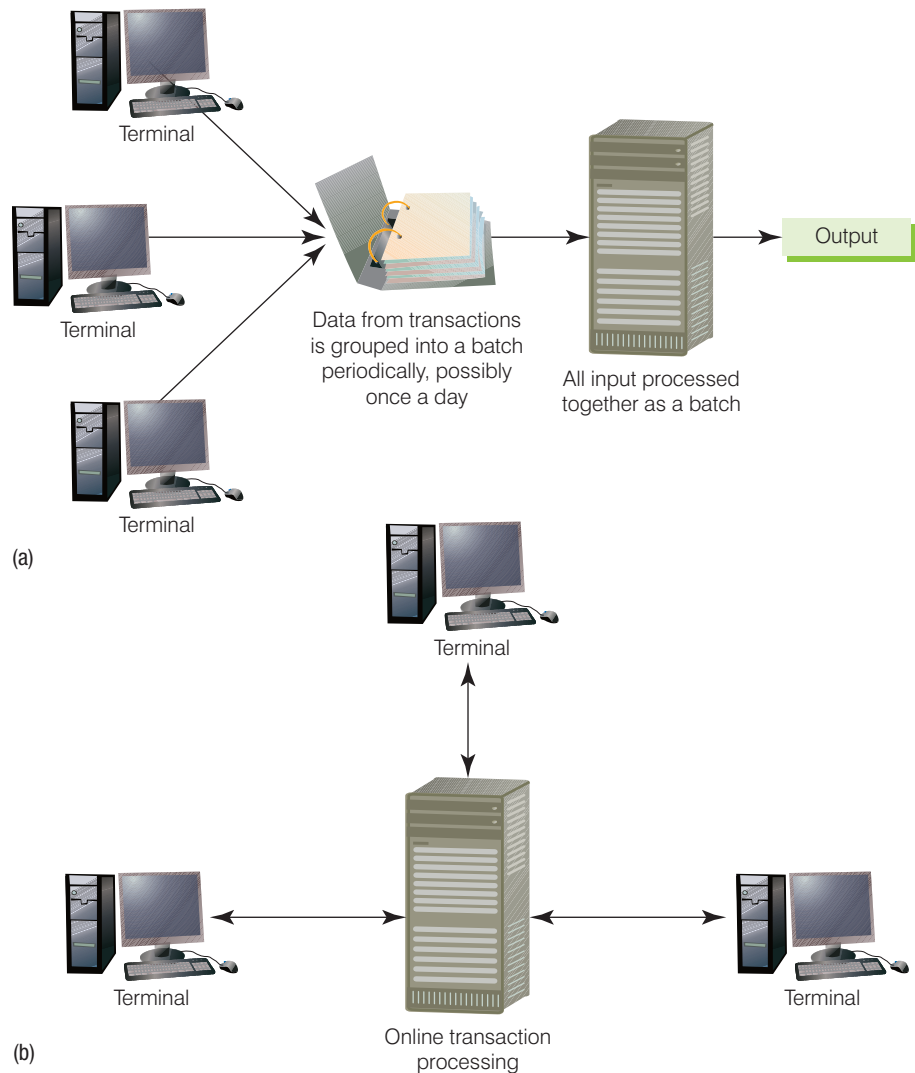 Terminal
Terminal
Terminal
Data from transactions
is grouped into a batch
periodically, possibly
once a day
All input processed
together as a batch
Output
(a)
Terminal
Terminal
Terminal
Online transaction
processing
(b)